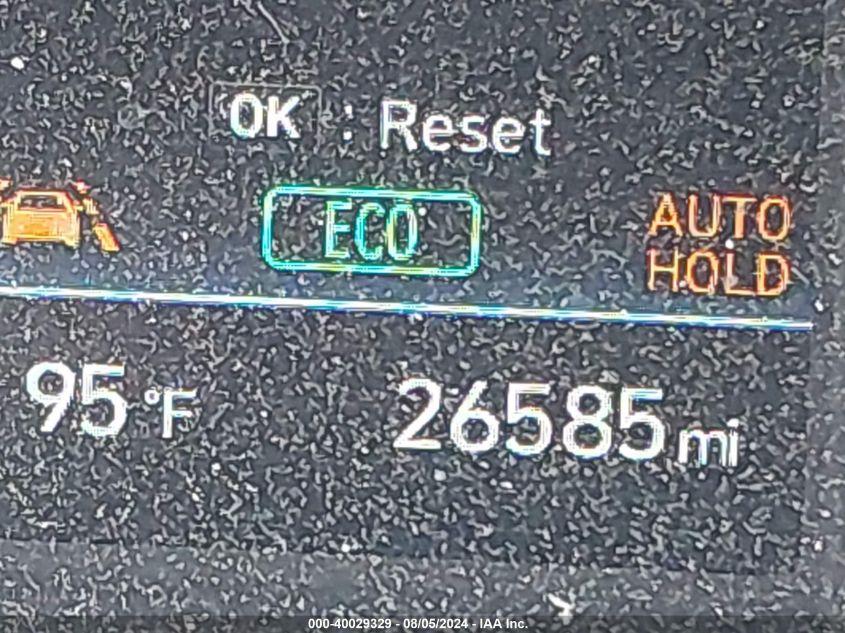 OK : Reset
ECO
AUTO
HOLD
95 °F
26585 mi
000-40029329 - 08/05/2024 - IAA Inc.